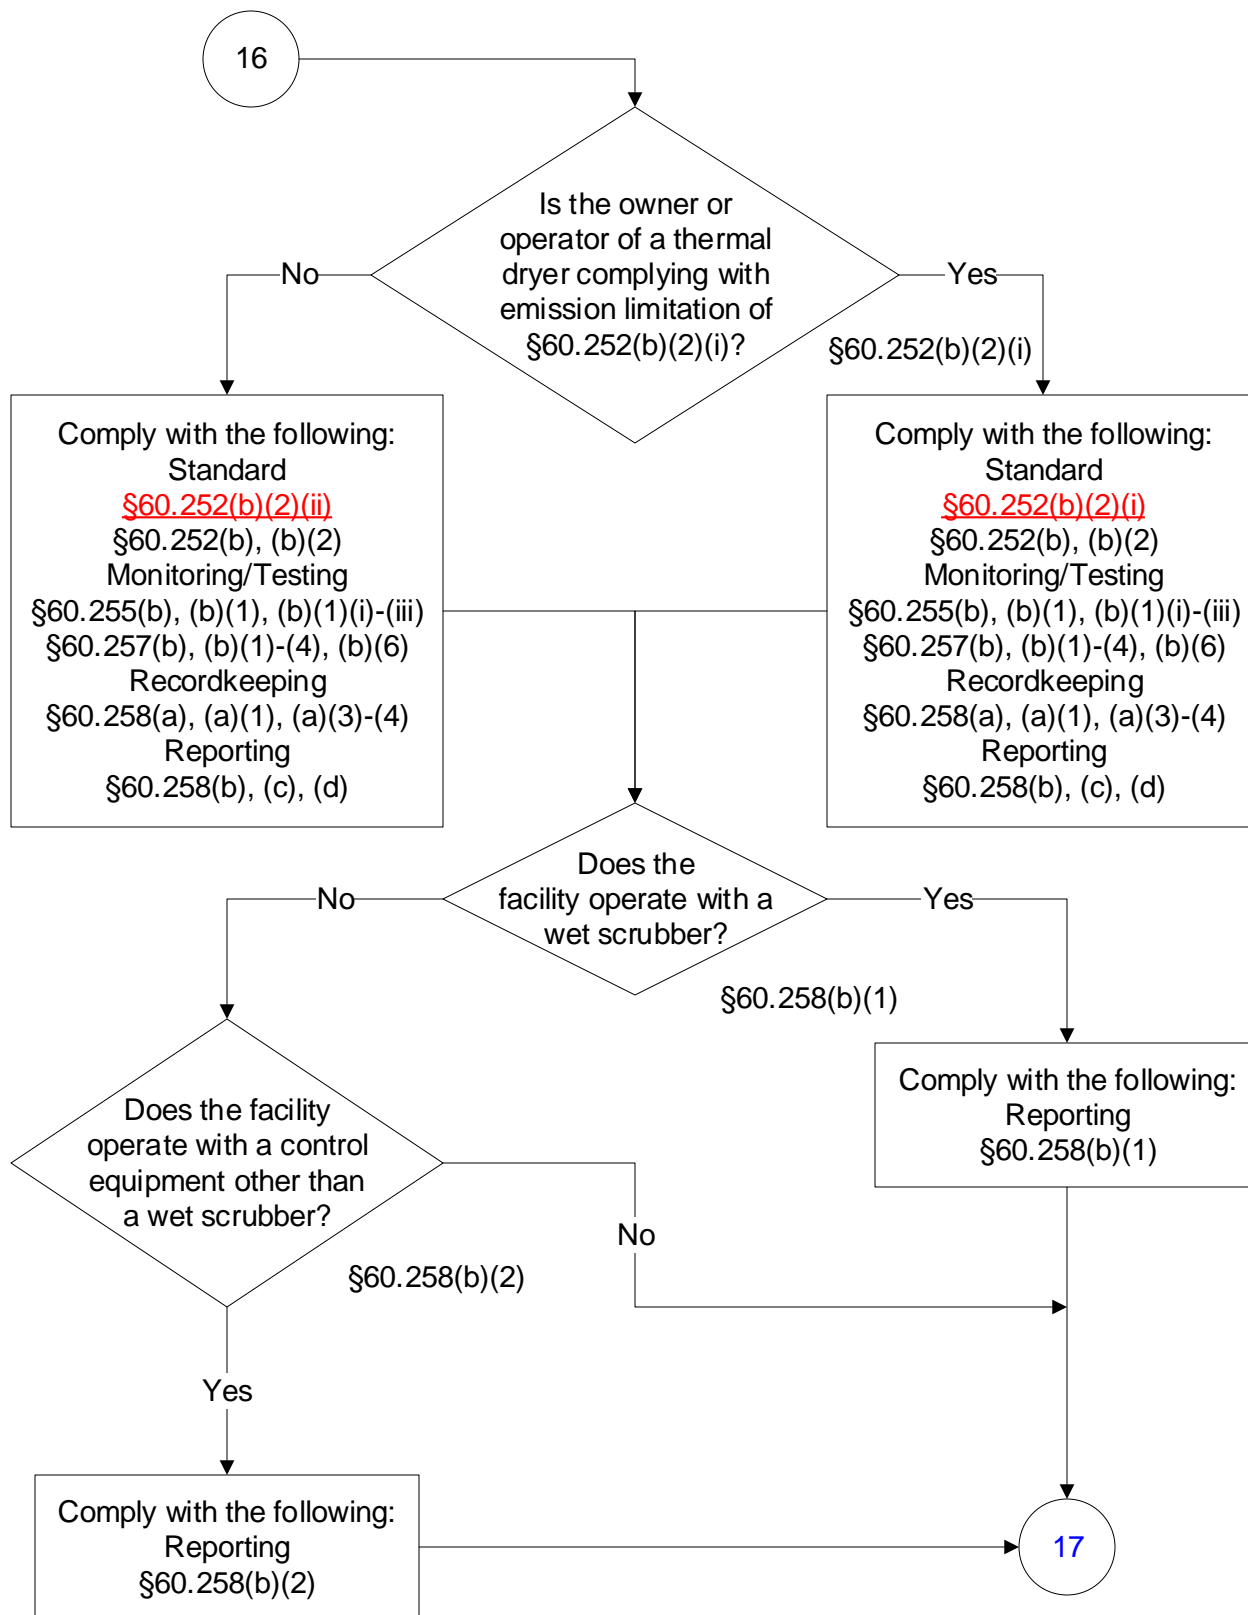 16
Is the owner or
operator of a thermal
dryer complying with
emission limitation of
§60.252(b)(2)(i)?
No
Yes
§60.252(b)(2)(i)
Comply with the following:
Standard
§60.252(b)(2)(ii)
§60.252(b), (b)(2)
Monitoring/Testing
§60.255(b), (b)(1), (b)(1)(i)-(iii)
§60.257(b), (b)(1)-(4), (b)(6)
Recordkeeping
§60.258(a), (a)(1), (a)(3)-(4)
Reporting
§60.258(b), (c), (d)
Comply with the following:
Standard
§60.252(b)(2)(i)
§60.252(b), (b)(2)
Monitoring/Testing
§60.255(b), (b)(1), (b)(1)(i)-(iii)
§60.257(b), (b)(1)-(4), (b)(6)
Recordkeeping
§60.258(a), (a)(1), (a)(3)-(4)
Reporting
§60.258(b), (c), (d)
Does the
facility operate with a
wet scrubber?
No
Yes
§60.258(b)(1)
Comply with the following:
Reporting
§60.258(b)(1)
Does the facility
operate with a control
equipment other than
a wet scrubber?
No
§60.258(b)(2)
Yes
Comply with the following:
Reporting
§60.258(b)(2)
17